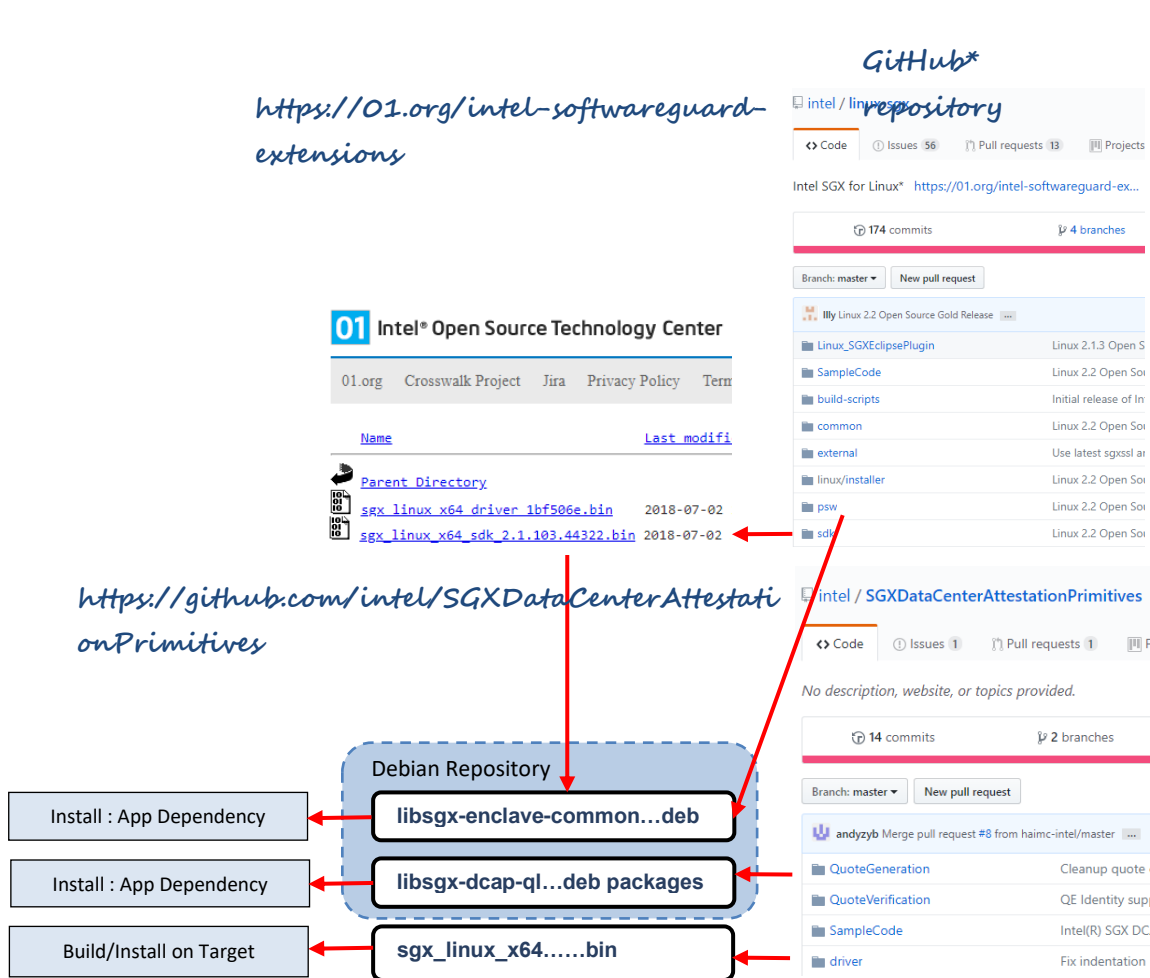 GitHub*
repository
https://01.org/intel-softwareguard-
extensions
intel / linux-sgx
Code Issues 56 Pull requests 13 Projects
Intel SGX for Linux* https://01.org/intel-softwareguard-ex...
174 commits 4 branches
Branch: master New pull request
llly Linux 2.2 Open Source Gold Release ...
Linux_SGXEclipsePlugin Linux 2.1.3 Open S
SampleCode Linux 2.2 Open Sou
build-scripts Initial release of In
common Linux 2.2 Open Sou
external Use latest sgxssl an
linux/installer Linux 2.2 Open Sou
psw Linux 2.2 Open Sou
sdk Linux 2.2 Open Sou
01 Intel® Open Source Technology Center
01.org Crosswalk Project Jira Privacy Policy Term
Name Last modifi
Parent Directory
sgx_linux_x64_driver_1bf506e.bin 2018-07-02
sgx_linux_x64_sdk_2.1.103.44322.bin 2018-07-02
https://github.com/intel/SGXDataCenterAttestati
onPrimitives
intel / SGXDataCenterAttestationPrimitives
Code Issues 1 Pull requests 1 P
No description, website, or topics provided.
14 commits 2 branches
Branch: master New pull request
andyzyb Merge pull request #8 from haimc-intel/master ...
QuoteGeneration Cleanup quote
QuoteVerification QE Identity sup
SampleCode Intel(R) SGX DC
driver Fix indentation
Debian Repository
Install : App Dependency
libsgx-enclave-common...deb
Install : App Dependency
libsgx-dcap-ql...deb packages
Build/Install on Target
sgx_linux_x64......bin